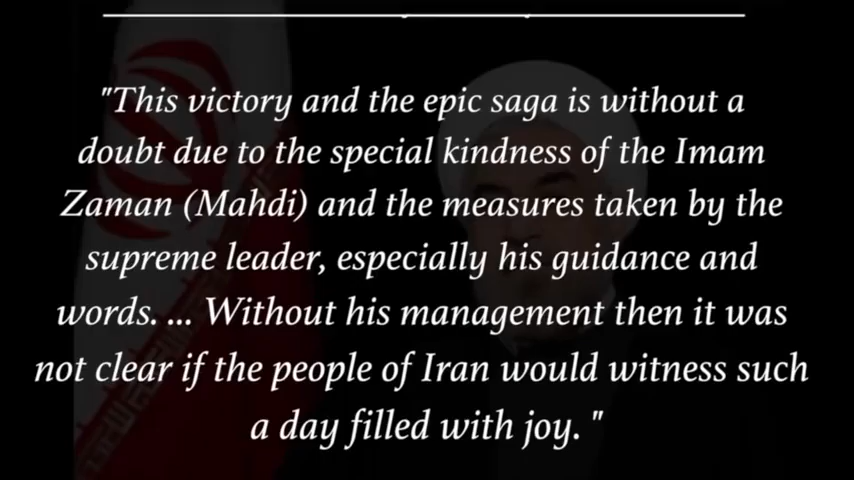 "This victory and the epic saga is without a
doubt due to the special kindness of the Imam
Zaman (Mahdi) and the measures taken by the
supreme leader, especially his guidance and
words. ... Without his management then it was
not clear if the people of Iran would witness such
a day filled with joy. "